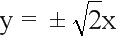 y = ±√2x